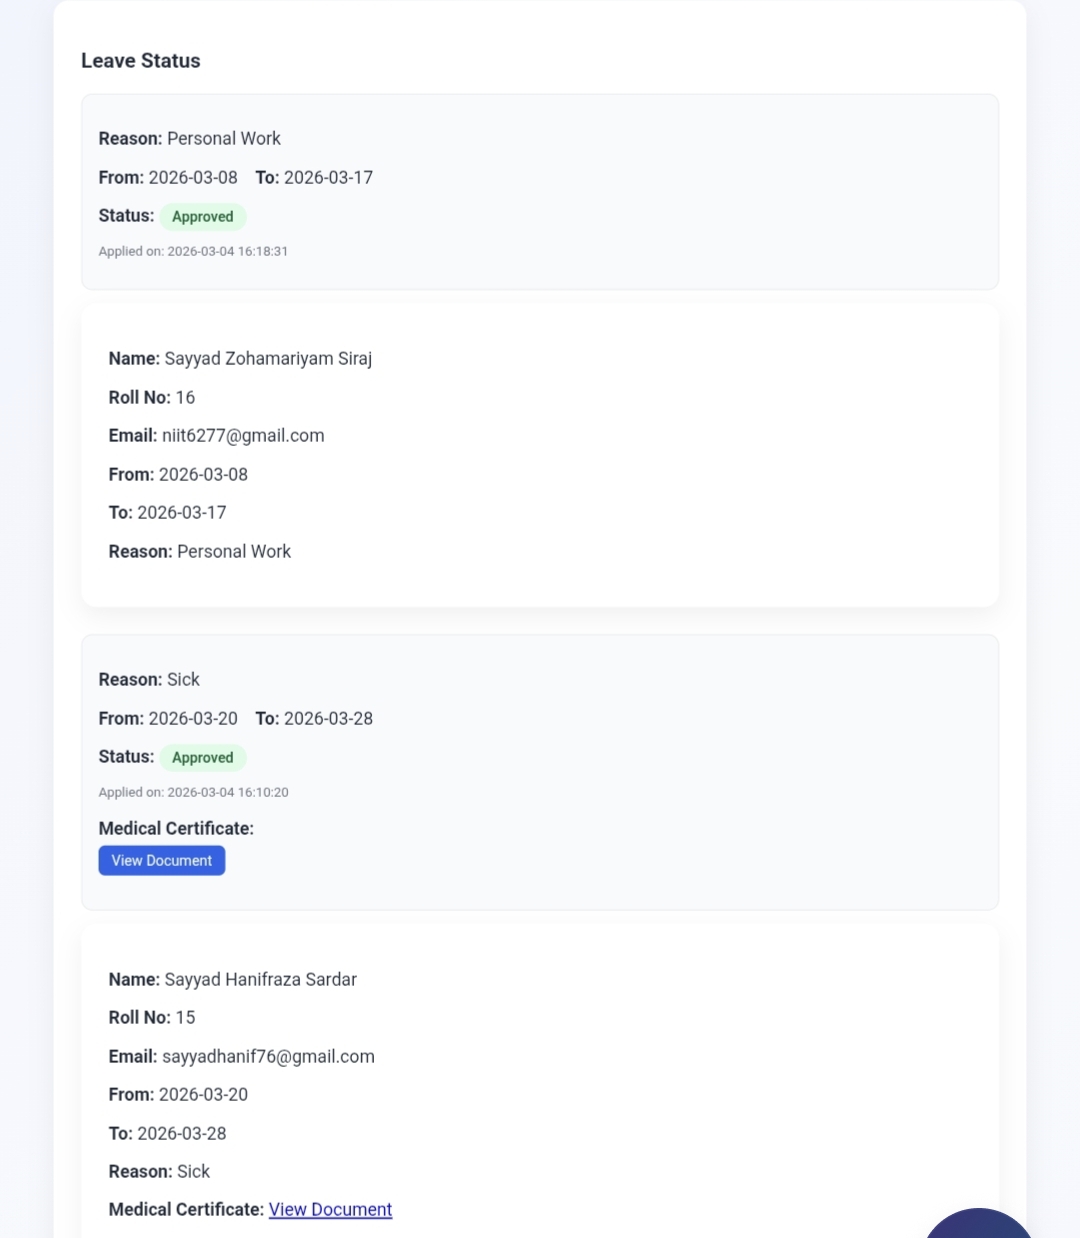 Leave Status
Reason: Personal Work
From: 2026-03-08 To: 2026-03-17
Status: Approved
Applied on: 2026-03-04 16:18:31
Name: Sayyad Zohamariyam Siraj
Roll No: 16
Email: niit6277@gmail.com
From: 2026-03-08
To: 2026-03-17
Reason: Personal Work
Reason: Sick
From: 2026-03-20 To: 2026-03-28
Status: Approved
Applied on: 2026-03-04 16:10:20
Medical Certificate:
View Document
Name: Sayyad Hanifraza Sardar
Roll No: 15
Email: sayyadhanif76@gmail.com
From: 2026-03-20
To: 2026-03-28
Reason: Sick
Medical Certificate: View Document